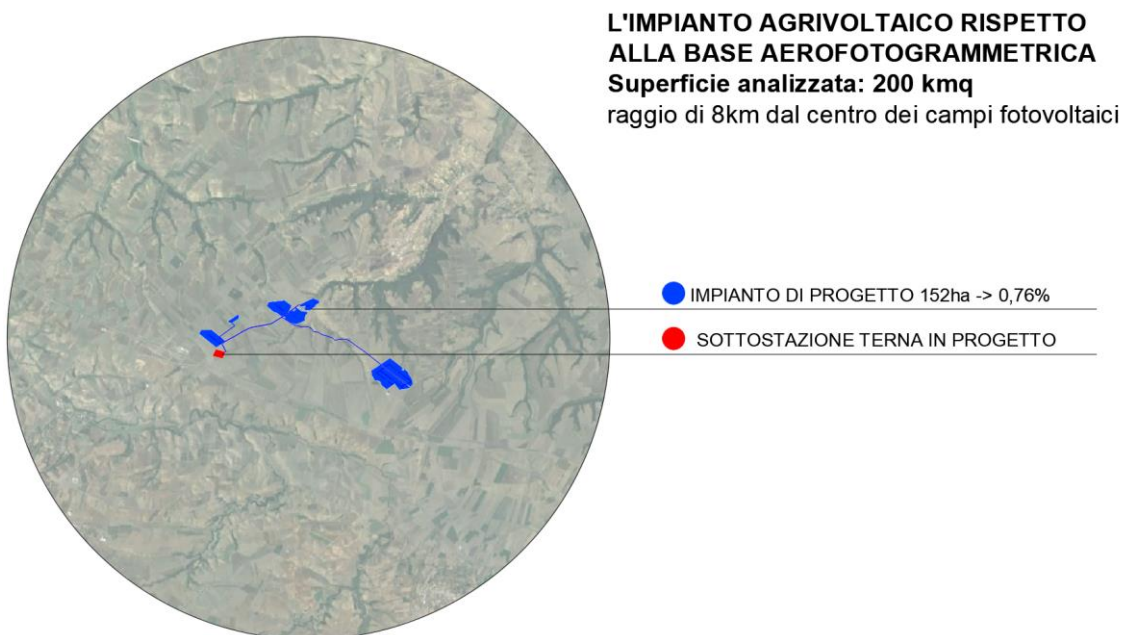 L'IMPIANTO AGRIVOLTAICO RISPETTO
ALLA BASE AEROFOTOGRAMMETRICA
Superficie analizzata: 200 kmq
raggio di 8km dal centro dei campi fotovoltaici
IMPIANTO DI PROGETTO 152ha -> 0,76%
SOTTOSTAZIONE TERNA IN PROGETTO